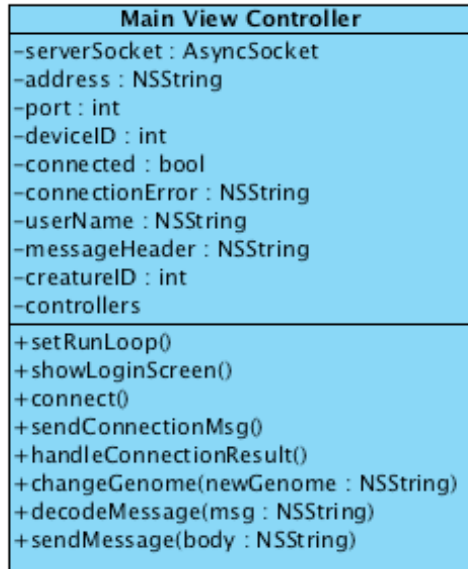 Main View Controller
-serverSocket : AsyncSocket
-address : NSString
-port : int
-deviceID : int
-connected : bool
-connectionError : NSString
-userName : NSString
-messageHeader : NSString
-creatureID : int
-controllers
+setRunLoop()
+showLoginScreen()
+connect()
+sendConnectionMsg()
+handleConnectionResult()
+changeGenome(newGenome : NSString)
+decodeMessage(msg : NSString)
+sendMessage(body : NSString)